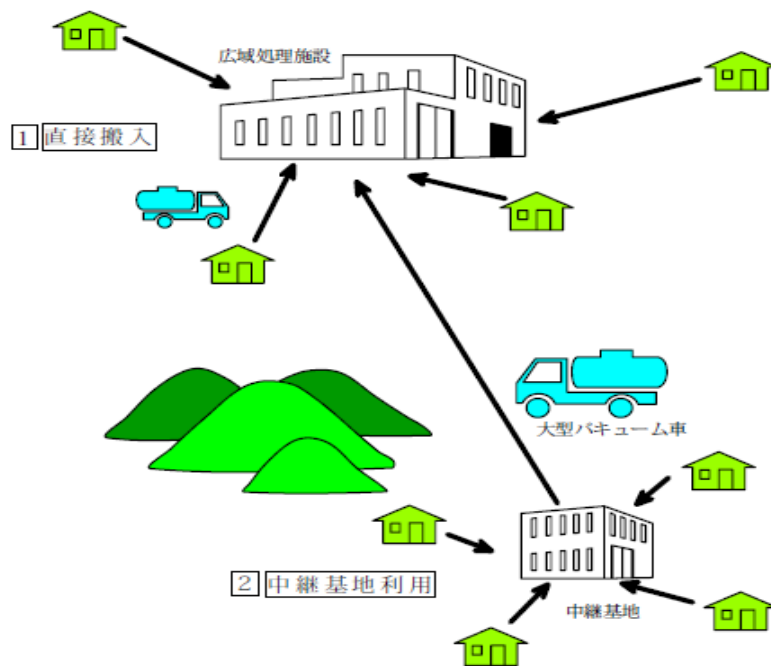 広域処理施設
1 直接搬入
大型バキューム車
2 中継基地利用
中継基地